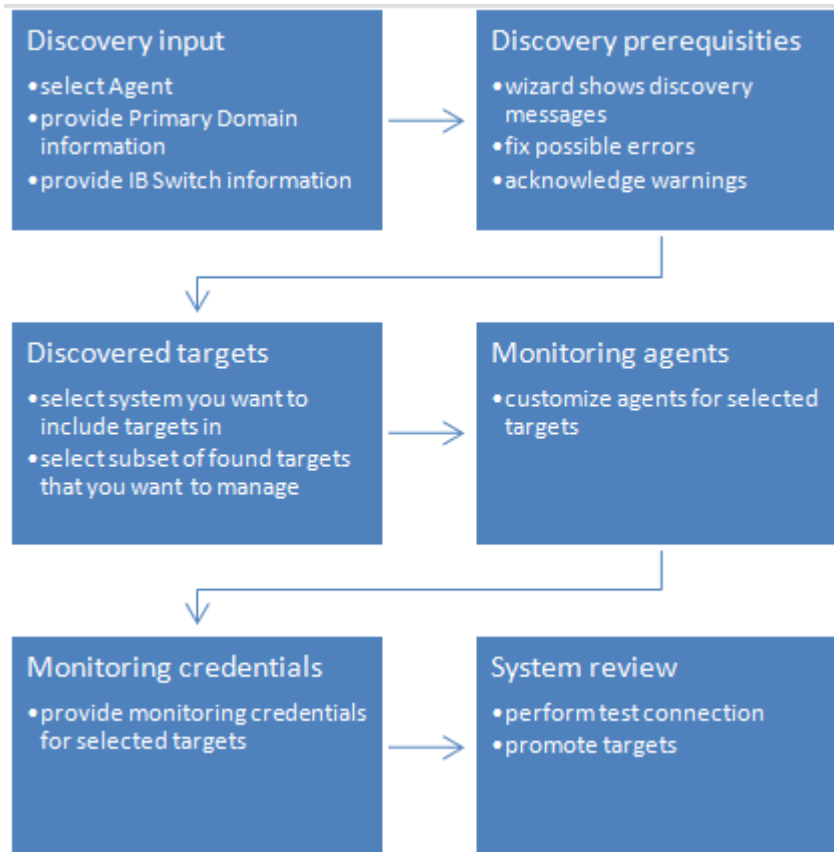 Discovery input
•select Agent
•provide Primary Domain
information
•provide IB Switch information
Discovery prerequisities
•wizard shows discovery
messages
•fix possible errors
•acknowledge warnings
Discovered targets
•select system you want to
include targets in
•select subset of found targets
that you want to manage
Monitoring agents
•customize agents for selected
targets
Monitoring credentials
•provide monitoring credentials
for selected targets
System review
•perform test connection
•promote targets